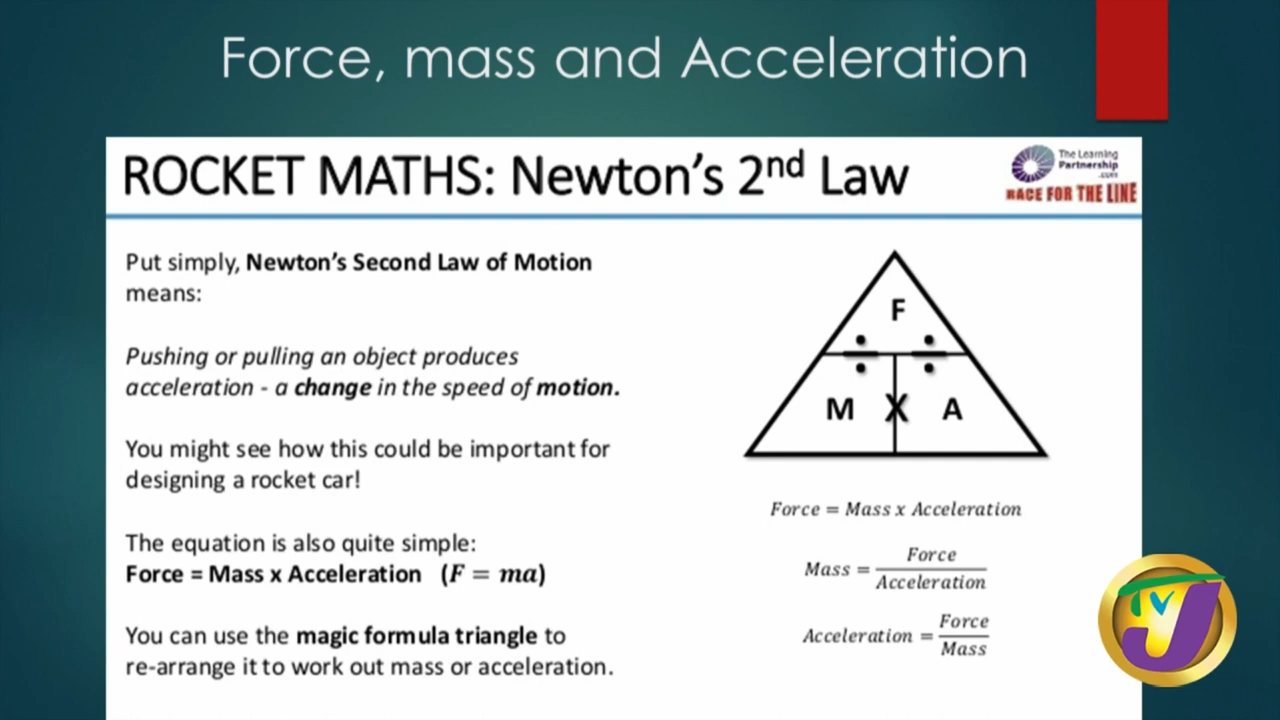 Force, mass and Acceleration
ROCKET MATHS: Newton's 2nd Law
The Learning
Partnership
.com
RACE FOR THE LINE
Put simply, Newton's Second Law of Motion
means:
Pushing or pulling an object produces
acceleration - a change in the speed of motion.
You might see how this could be important for
designing a rocket car!
The equation is also quite simple:
Force = Mass x Acceleration (F = ma)
You can use the magic formula triangle to
re-arrange it to work out mass or acceleration.
F
÷ ÷
M X A
Force = Mass x Acceleration
Mass = Force / Acceleration
Acceleration = Force / Mass
TVJ